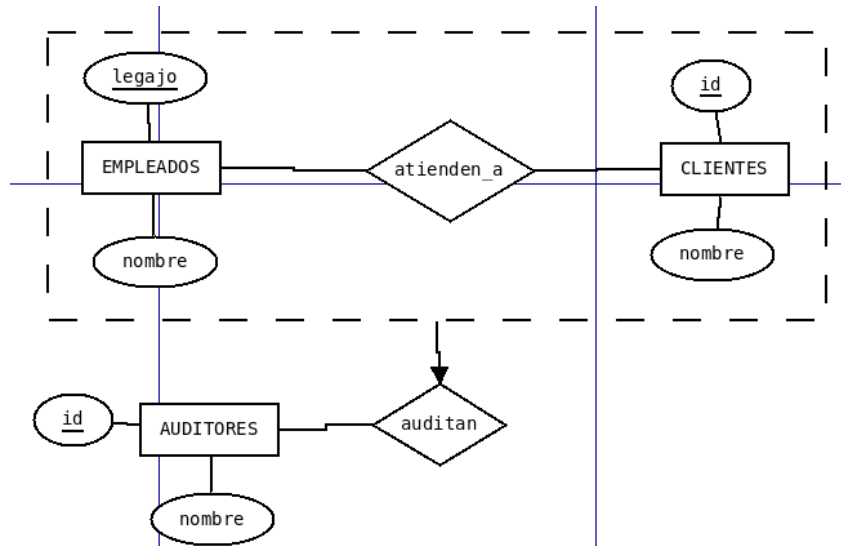 legajo
id
EMPLEADOS
atienden_a
CLIENTES
nombre
nombre
id
AUDITORES
auditan
nombre